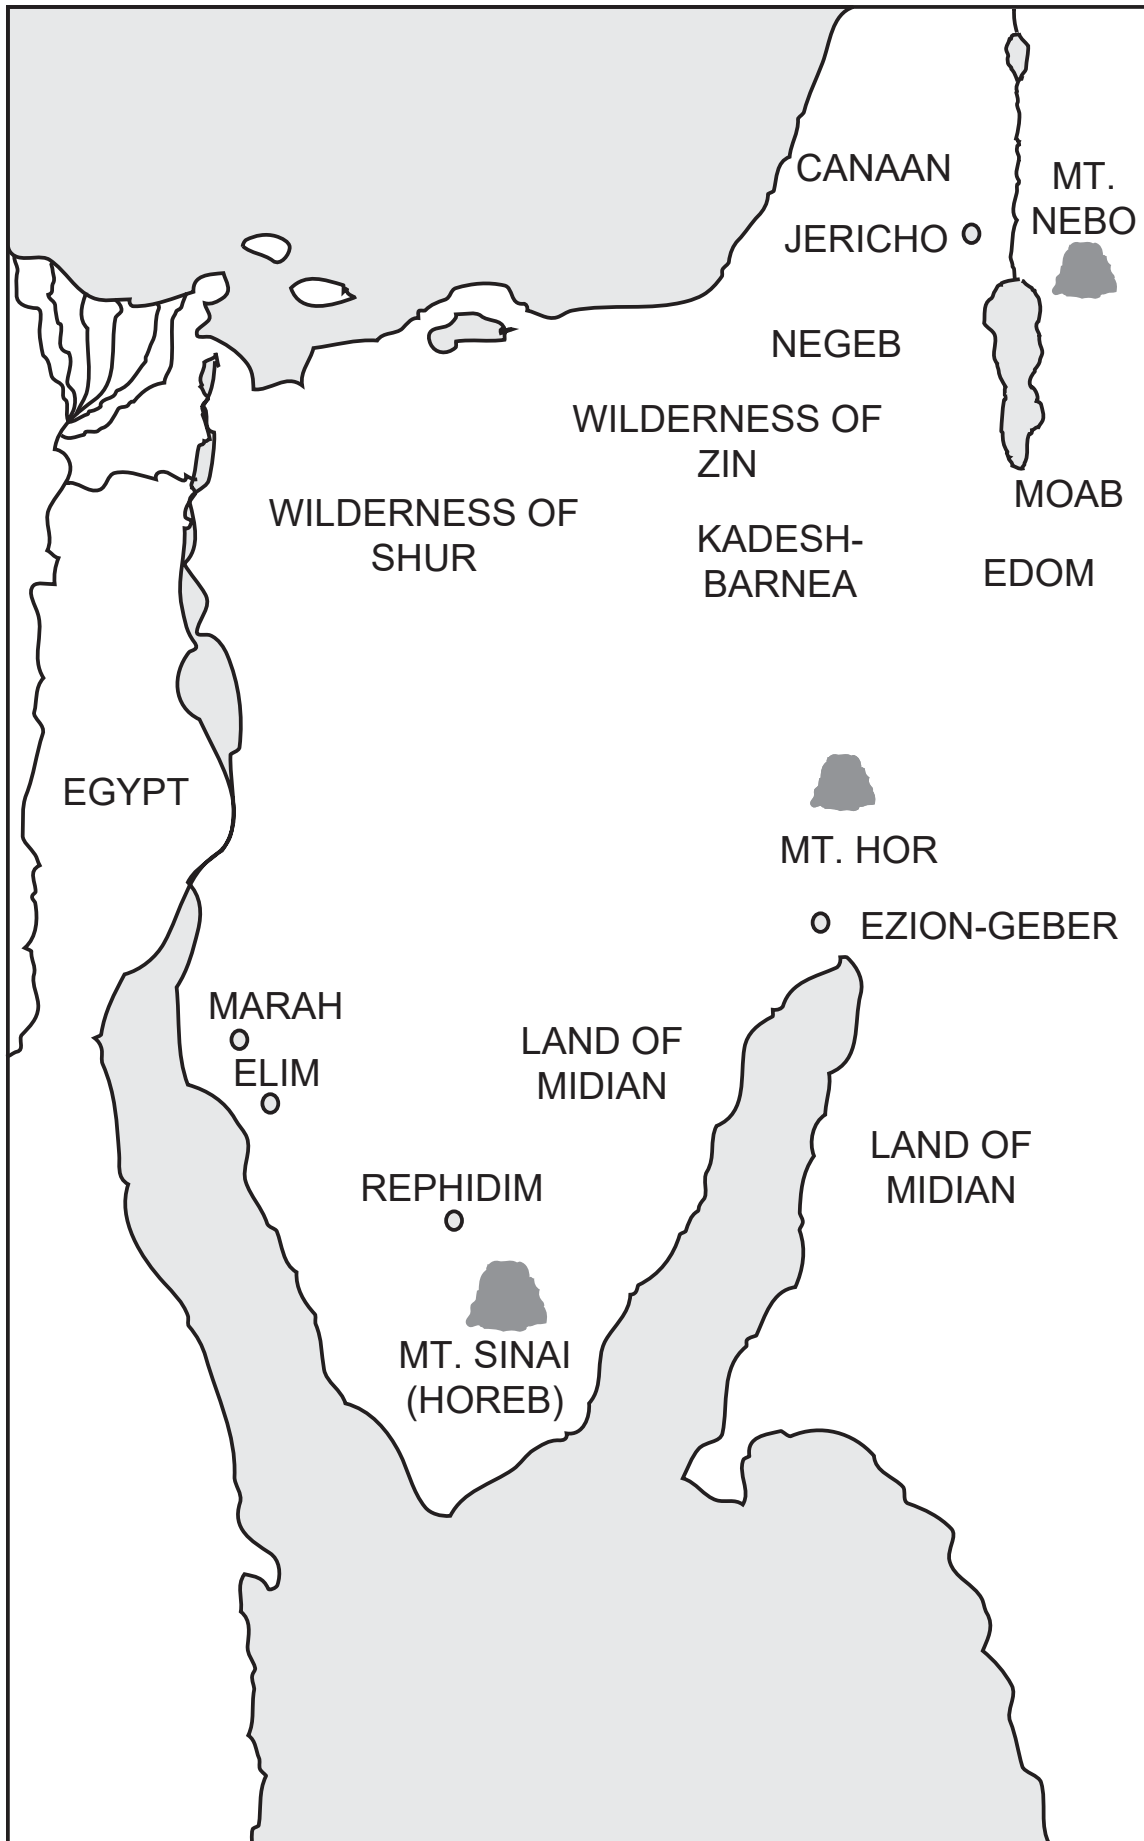 CANAAN
MT.
NEBO
JERICHO
NEGEB
WILDERNESS OF
ZIN
MOAB
WILDERNESS OF
SHUR
KADESH-
BARNEA
EDOM
EGYPT
MT. HOR
EZION-GEBER
MARAH
ELIM
LAND OF
MIDIAN
LAND OF
MIDIAN
REPHIDIM
MT. SINAI
(HOREB)